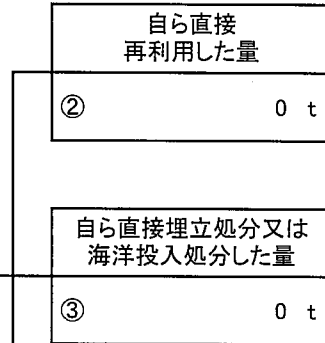 自ら直接
再利用した量
② 0 t
自ら直接埋立処分又は
海洋投入処分した量
③ 0 t